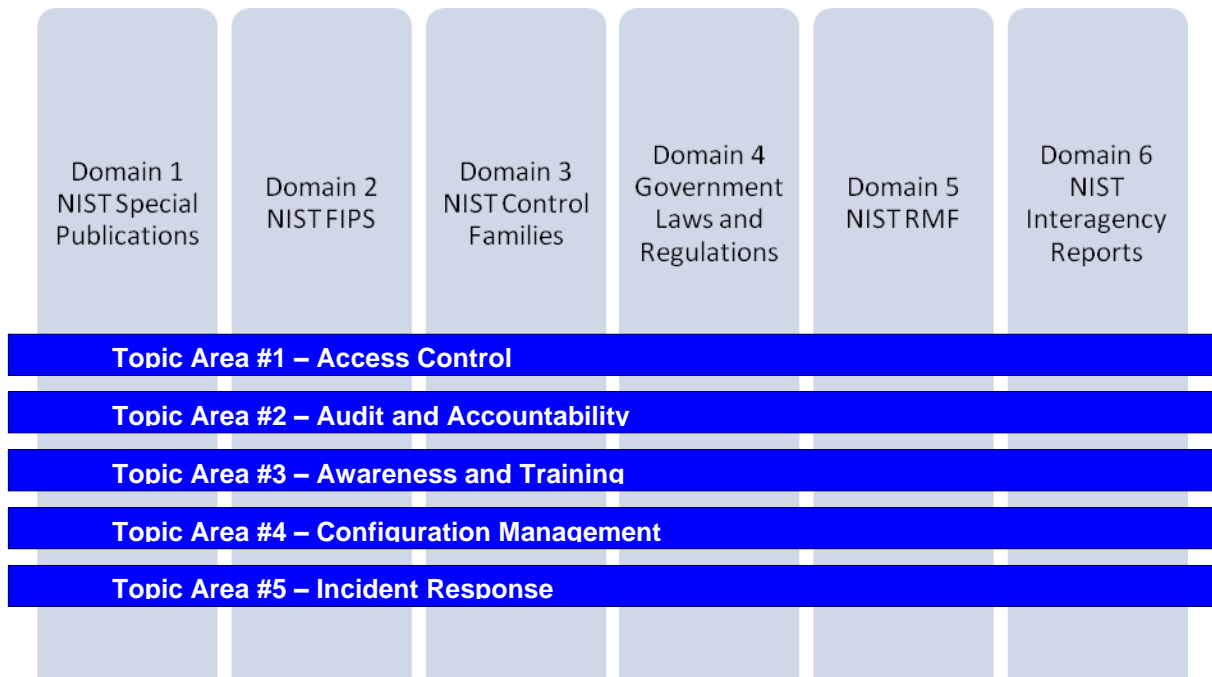 Domain 1
NIST Special
Publications
Domain 2
NIST FIPS
Domain 3
NIST Control
Families
Domain 4
Government
Laws and
Regulations
Domain 5
NIST RMF
Domain 6
NIST
Interagency
Reports
Topic Area #1 – Access Control
Topic Area #2 – Audit and Accountability
Topic Area #3 – Awareness and Training
Topic Area #4 – Configuration Management
Topic Area #5 – Incident Response